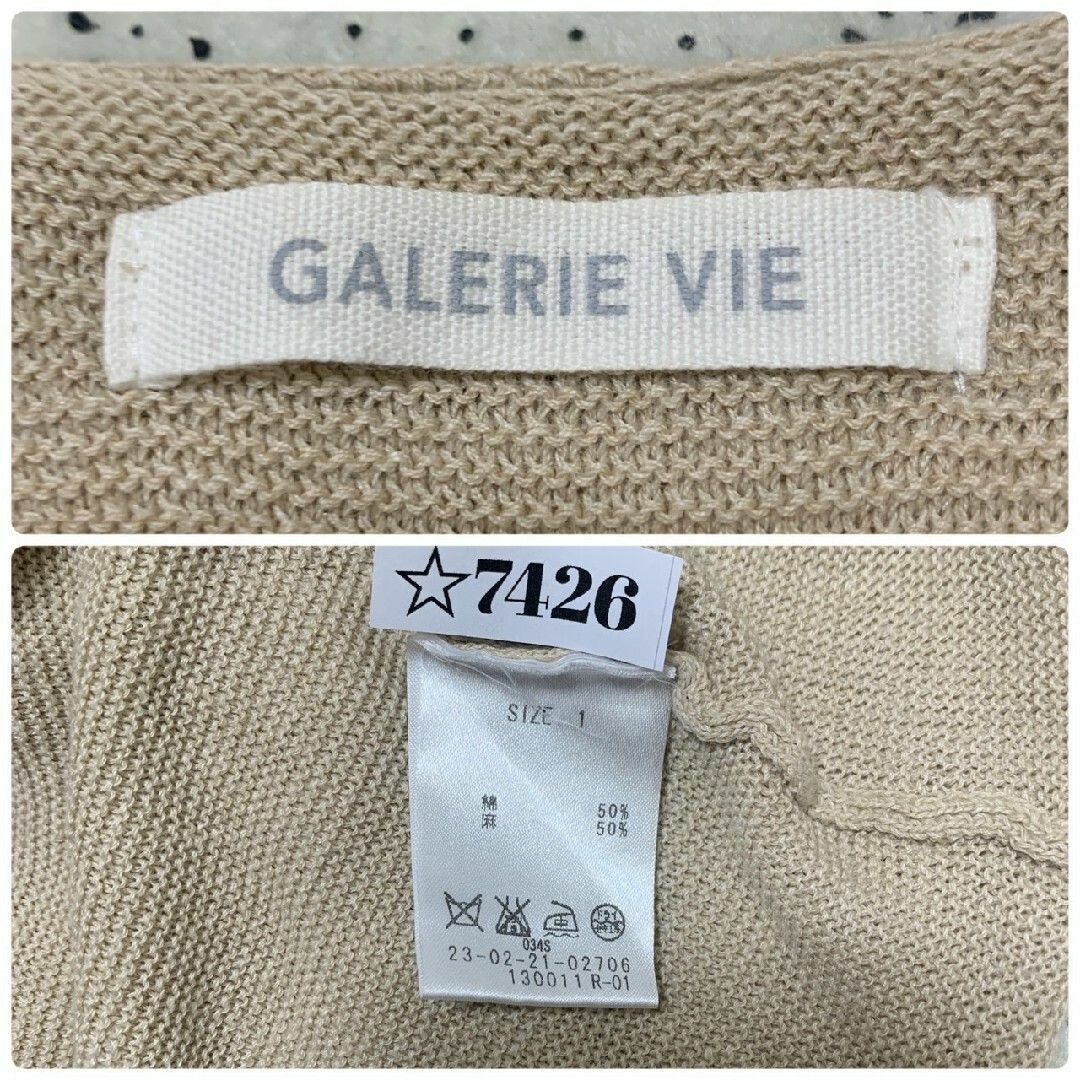 GALERIE VIE
☆7426
SIZE 1
綿 50%
麻 50%
034S
23-02-21-02706
130011 R-01